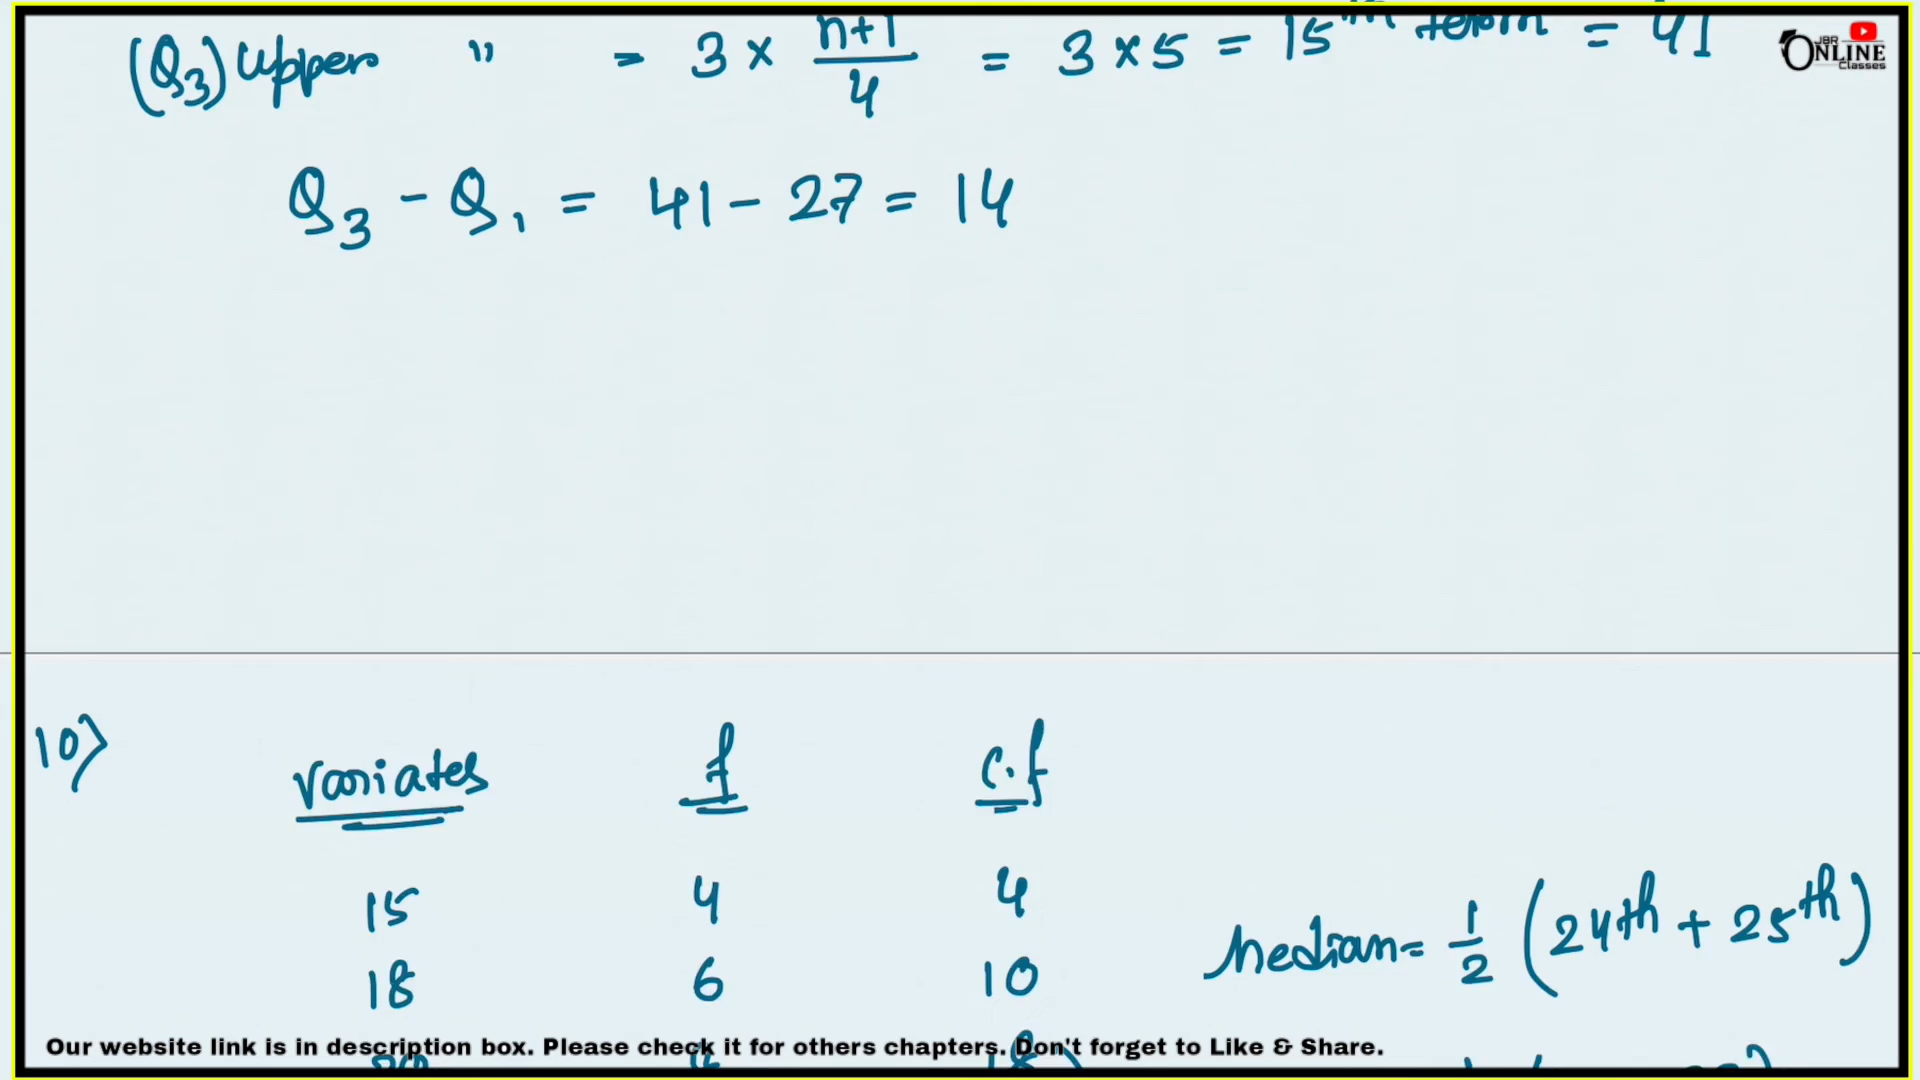 (Q3) Upper " = 3 × n+1/4 = 3 × 5 = 15th term = 41
JBR ONLINE Classes
Q3 - Q1 = 41 - 27 = 14
10)
variates f c.f
15 4 4
Median = 1/2 (24th + 25th)
18 6 10
Our website link is in description box. Please check it for others chapters. Don't forget to Like & Share.